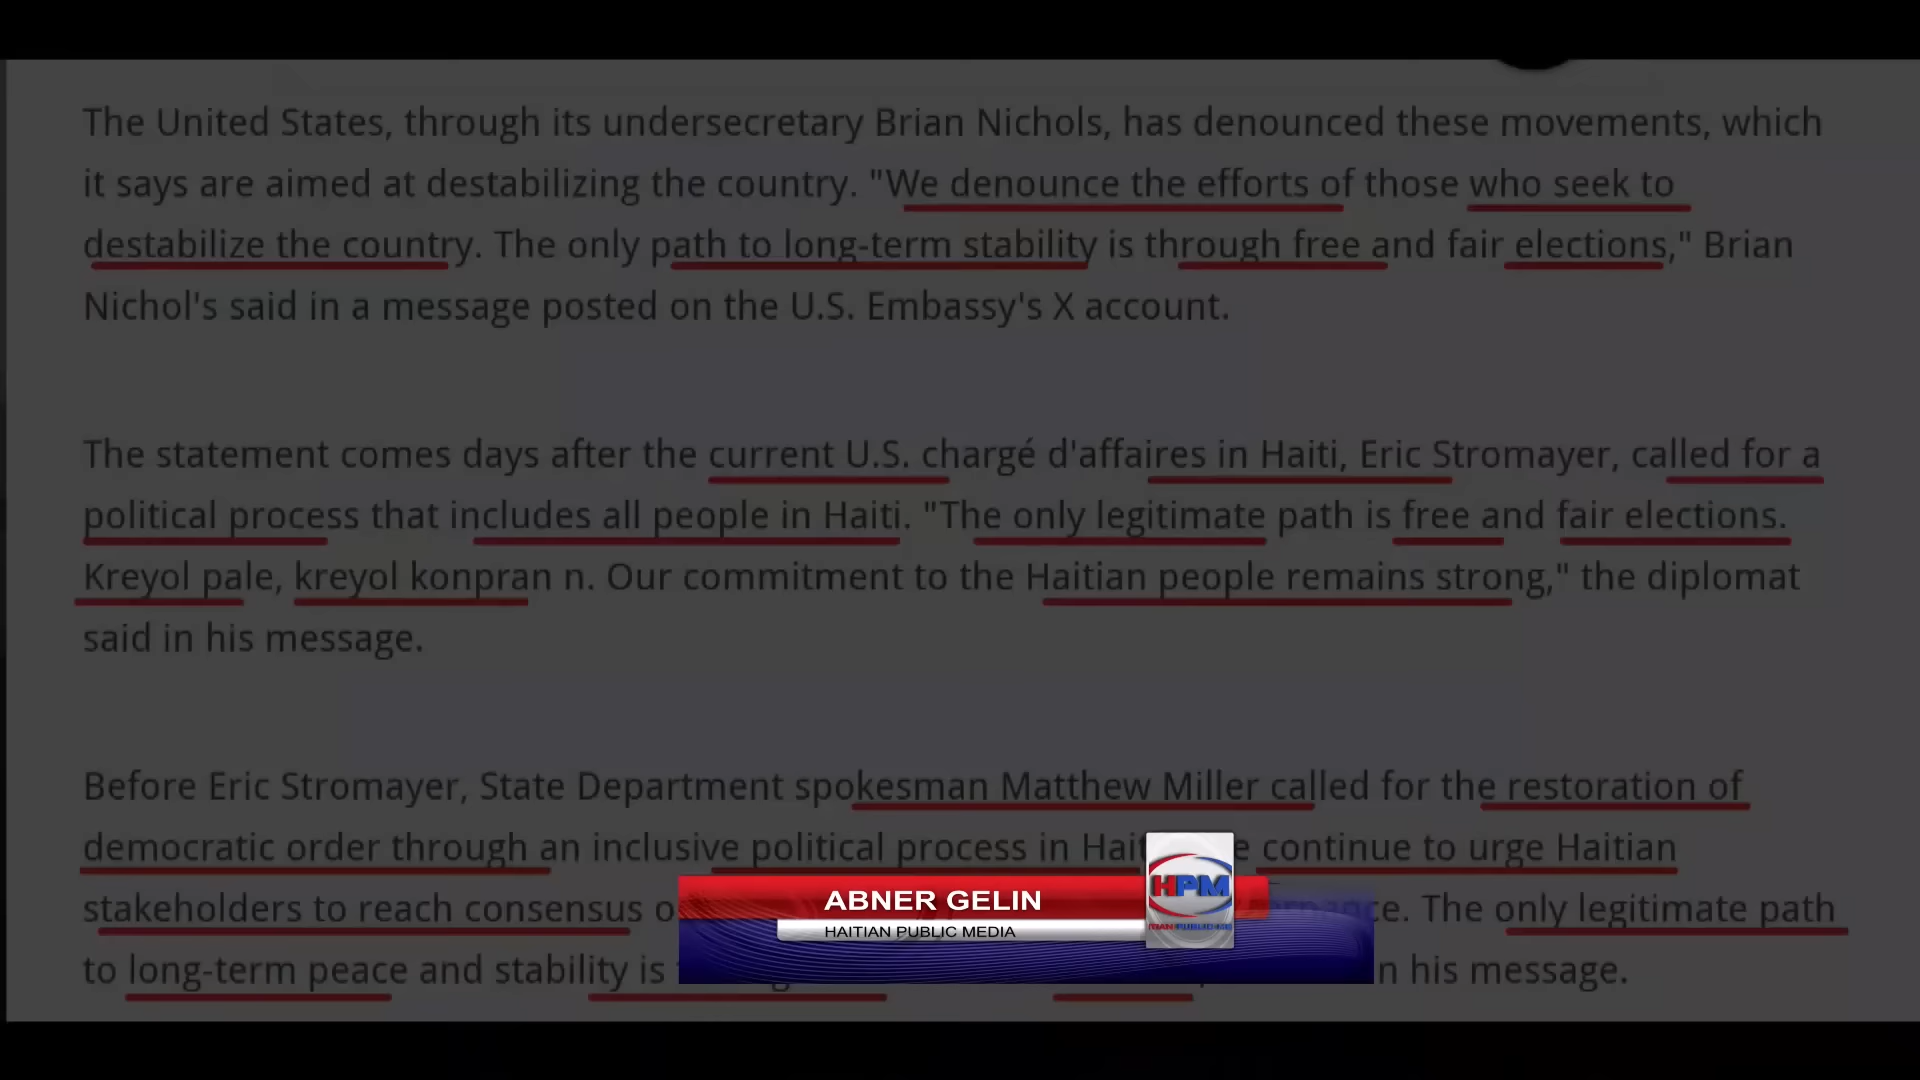 The United States, through its undersecretary Brian Nichols, has denounced these movements, which
it says are aimed at destabilizing the country. "We denounce the efforts of those who seek to
destabilize the country. The only path to long-term stability is through free and fair elections," Brian
Nichol's said in a message posted on the U.S. Embassy's X account.
The statement comes days after the current U.S. chargé d'affaires in Haiti, Eric Stromayer, called for a
political process that includes all people in Haiti. "The only legitimate path is free and fair elections.
Kreyol pale, kreyol konpran n. Our commitment to the Haitian people remains strong," the diplomat
said in his message.
Before Eric Stromayer, State Department spokesman Matthew Miller called for the restoration of
democratic order through an inclusive political process in continue to urge Haitian
stakeholders to reach consensus The only legitimate path
to long-term peace and stability is in his message.
ABNER GELIN
HPM
HAITIAN PUBLIC MEDIA